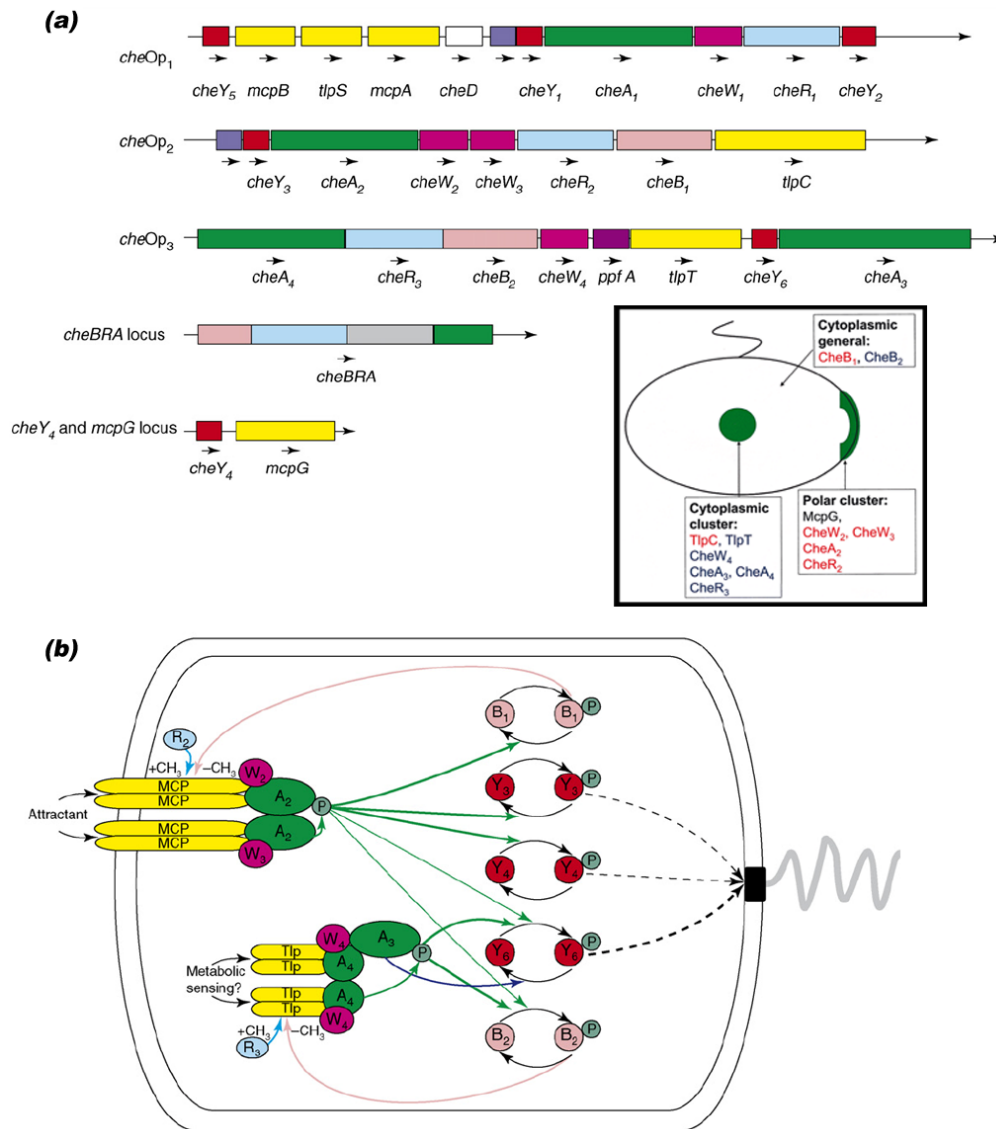 (a)
cheOp₁
cheY₅ mcpB tlpS mcpA cheD cheY₁ cheA₁ cheW₁ cheR₁ cheY₂
cheOp₂
cheY₃ cheA₂ cheW₂ cheW₃ cheR₂ cheB₁ tlpC
cheOp₃
cheA₄ cheR₃ cheB₂ cheW₄ ppf A tlpT cheY₆ cheA₃
cheBRA locus
cheBRA
cheY₄ and mcpG locus
cheY₄ mcpG
Cytoplasmic
general:
CheB₁, CheB₂
Cytoplasmic
cluster:
TlpC, TlpT
CheW₄
CheA₃, CheA₄
CheR₃
Polar cluster:
McpG,
CheW₂, CheW₃
CheA₂
CheR₂
(b)
B₁ B₁ P
R₂
+CH₃ –CH₃ W₂
MCP
MCP
A₂
Attractant
P
MCP
MCP
A₂
W₃
Y₃ Y₃ P
Y₄ Y₄ P
W₄ A₃
Tlp
Tlp
A₄
P
Metabolic
sensing?
Tlp
Tlp
A₄
W₄
+CH₃ –CH₃
R₃
Y₆ Y₆ P
B₂ B₂ P